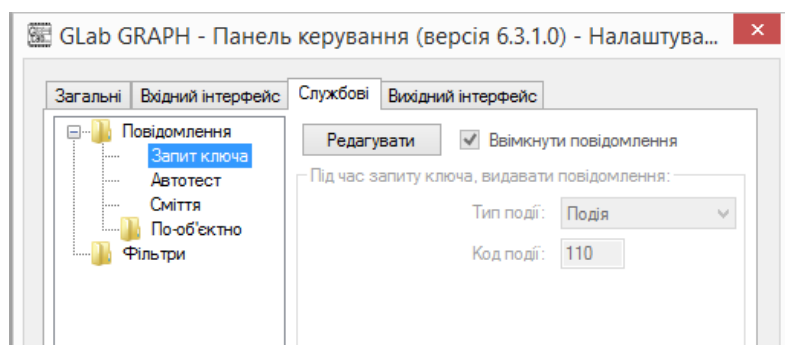 GLab GRAPH - Панель керування (версія 6.3.1.0) - Налаштува...
Загальні Вхідний інтерфейс Службові Вихідний інтерфейс
Повідомлення
Запит ключа
Автотест
Сміття
По-об'єктно
Фільтри
Редагувати Ввімкнути повідомлення
Під час запиту ключа, видавати повідомлення:
Тип події: Подія
Код події: 110